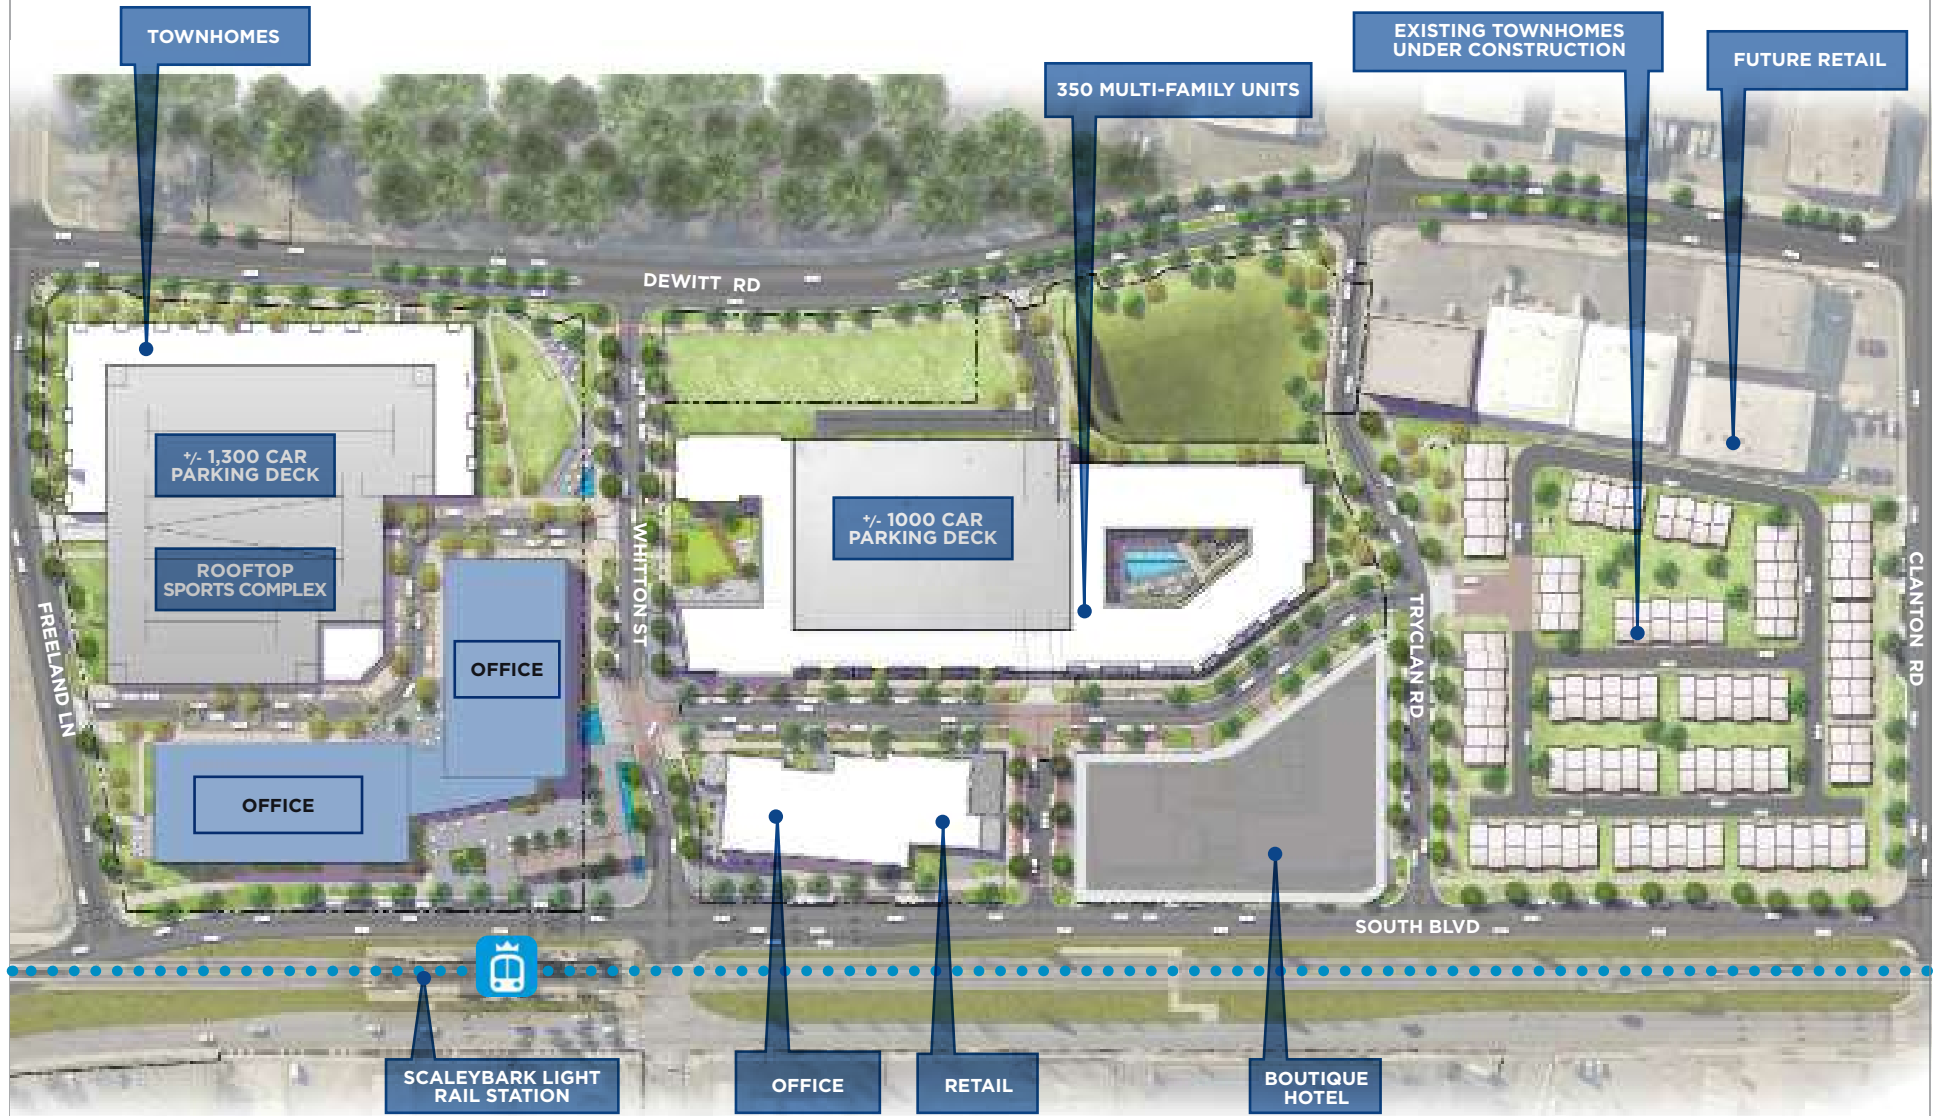 TOWNHOMES
EXISTING TOWNHOMES
UNDER CONSTRUCTION
FUTURE RETAIL
350 MULTI-FAMILY UNITS
DEWITT RD
+/- 1,300 CAR
PARKING DECK
+/- 1000 CAR
PARKING DECK
ROOFTOP
SPORTS COMPLEX
WHITTON ST
FREELAND LN
TRYCLAN RD
CLANTON RD
OFFICE
OFFICE
SOUTH BLVD
SCALEYBARK LIGHT
RAIL STATION
OFFICE
RETAIL
BOUTIQUE
HOTEL